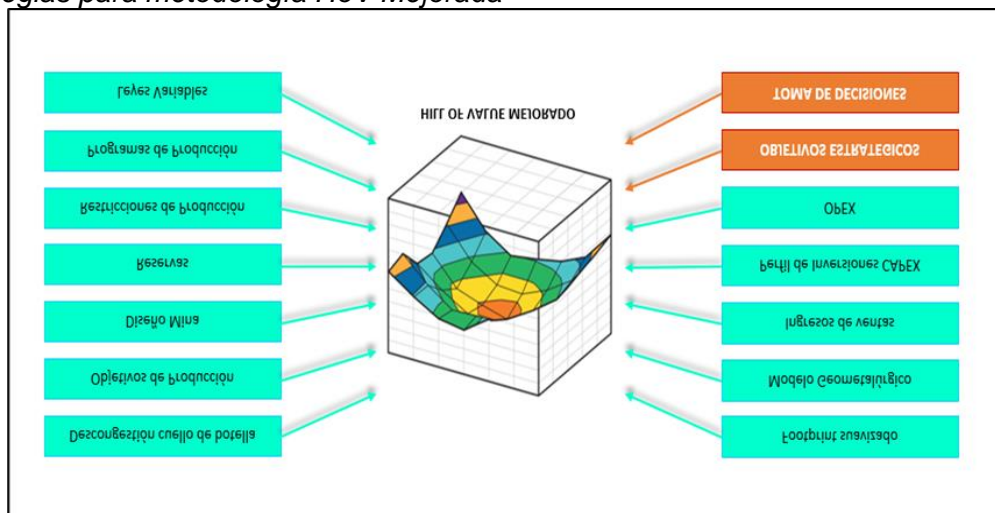 egias para metodología HoV Mejorada
HILL OF VALUE MEJORADO
Leyes Variables
Programas de Producción
Restricciones de Producción
Reservas
Diseño Mina
Objetivos de Producción
Descongestión cuello de botella
TOMA DE DECISIONES
OBJETIVOS ESTRATEGICOS
OPEX
Perfil de Inversiones CAPEX
Ingresos de ventas
Modelo Geometalúrgico
Footprint suavizado